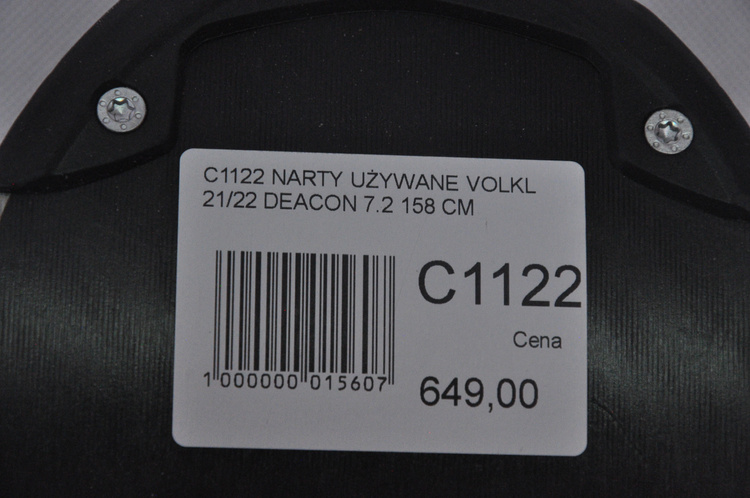 C1122 NARTY UŻYWANE VOLKL
21/22 DEACON 7.2 158 CM
C1122
Cena
649,00
1 000000 015607